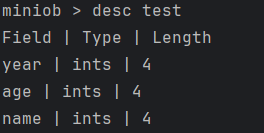 miniob > desc test
Field | Type | Length
year | ints | 4
age | ints | 4
name | ints | 4